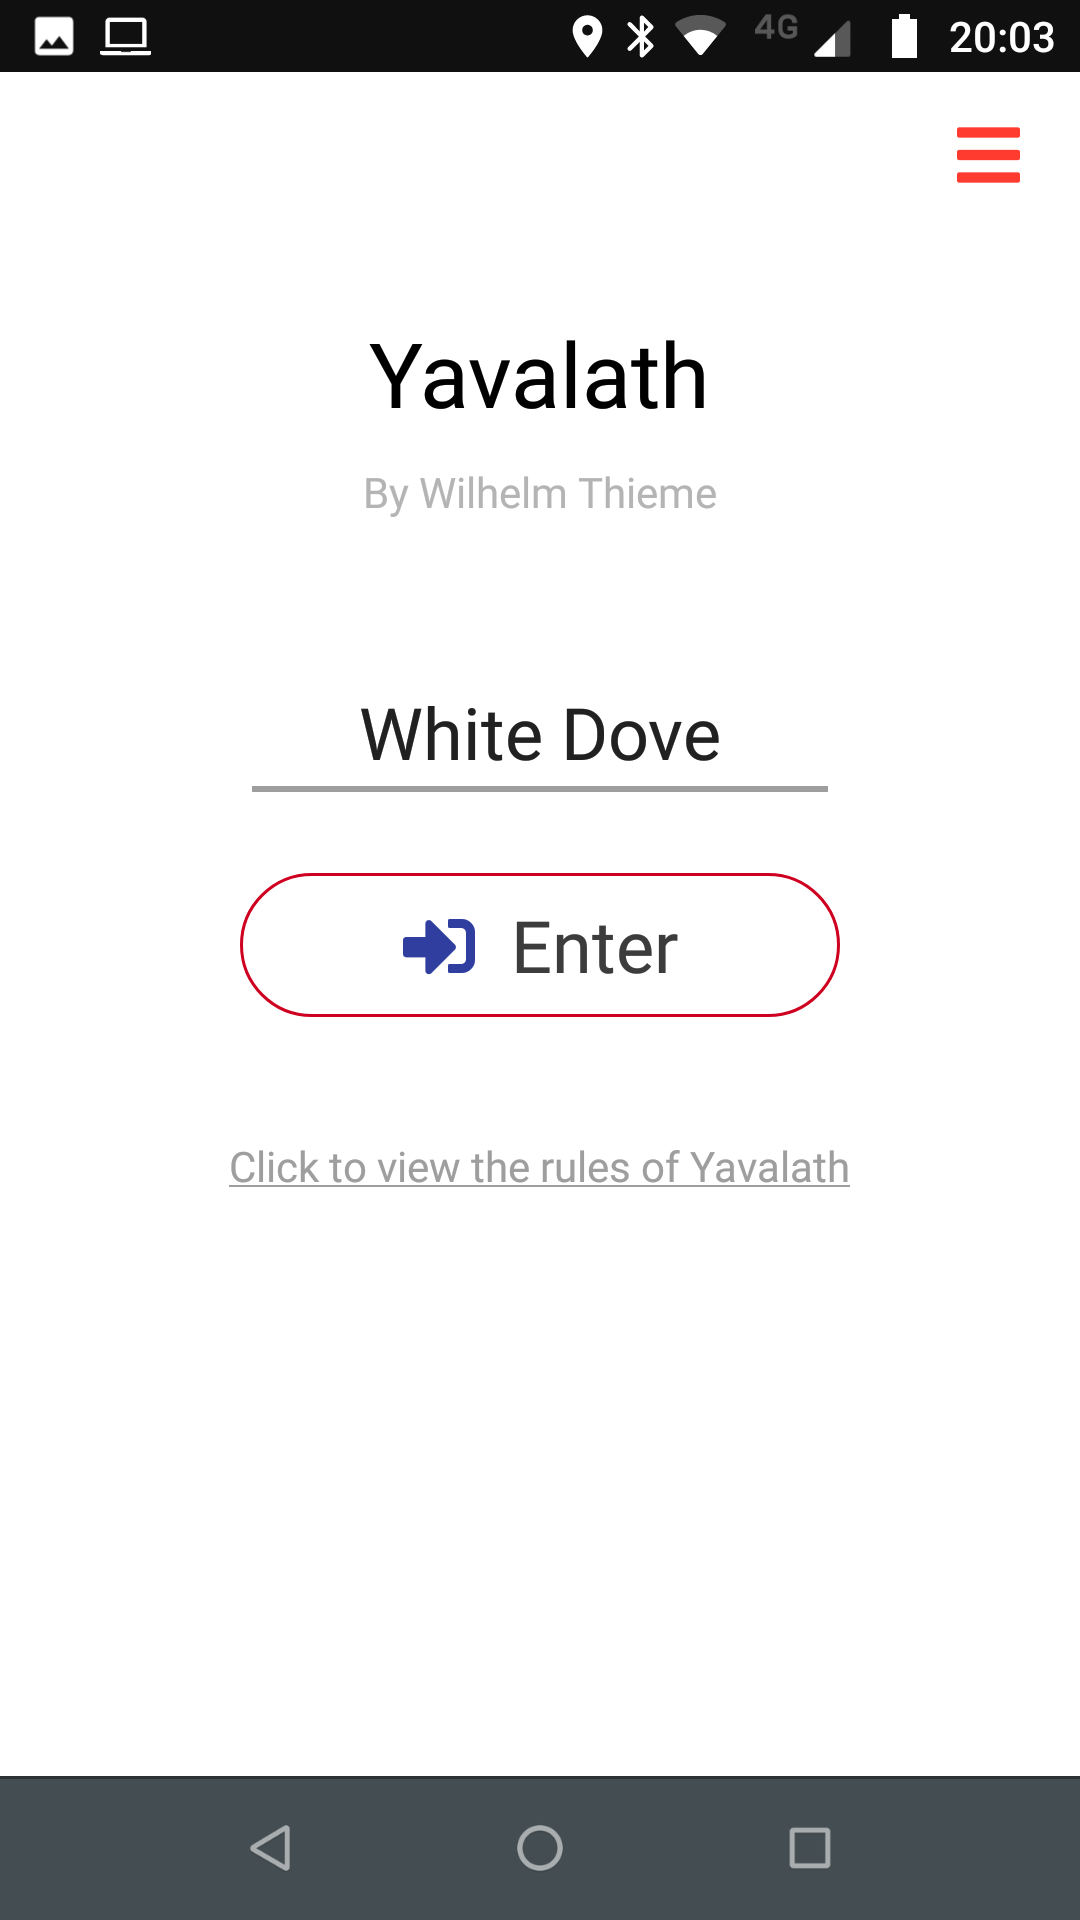 4G 20:03
Yavalath
By Wilhelm Thieme
White Dove
Enter
Click to view the rules of Yavalath